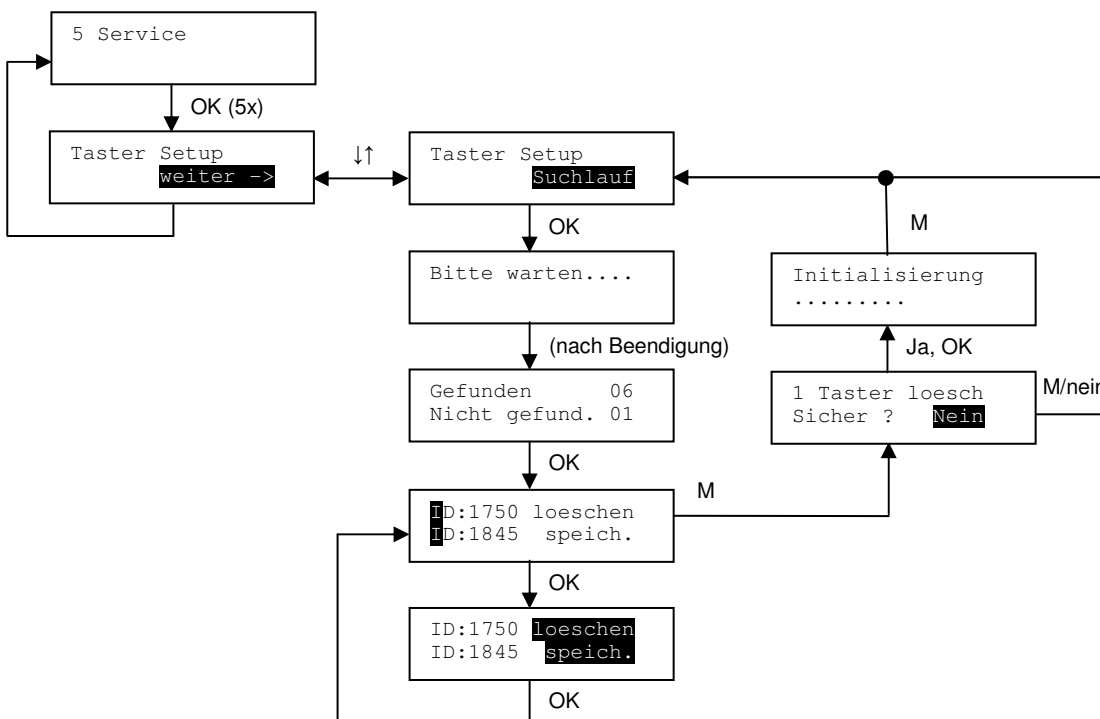 5 Service
OK (5x)
Taster Setup
weiter ->
↓↑
Taster Setup
Suchlauf
OK
M
Bitte warten....
Initialisierung
.........
(nach Beendigung)
Ja, OK
Gefunden 06
Nicht gefund. 01
1 Taster loesch
Sicher ? Nein
M/nein
OK
ID:1750 loeschen
ID:1845 speich.
M
OK
ID:1750 loeschen
ID:1845 speich.
OK